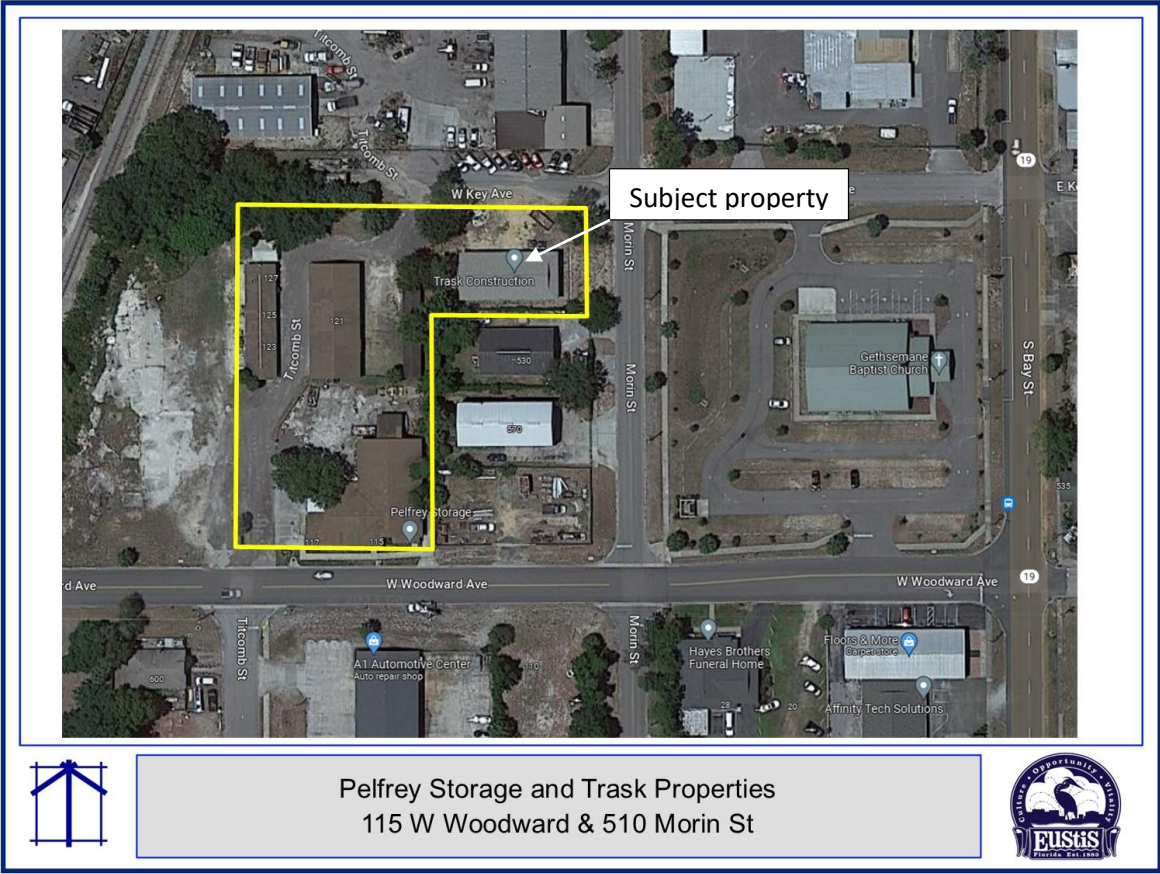 Titcomb St
Titcomb St
19
W Key Ave
E K
Subject property
e
Morin St
Trask Construction
127
125
123
121
Titcomb St
530
Morin St
Gethsemane
Baptist Church
S Bay St
570
535
Pelfrey Storage
117
115
rd Ave
W Woodward Ave
W Woodward Ave
19
Titcomb St
Morin St
A1 Automotive Center
Auto repair shop
110
600
Hayes Brothers
Funeral Home
28
20
Floors & More
Carpet store
Affinity Tech Solutions
Pelfrey Storage and Trask Properties
115 W Woodward & 510 Morin St
Culture • Opportunity • Vitality
EUSTIS
Florida Est.1883